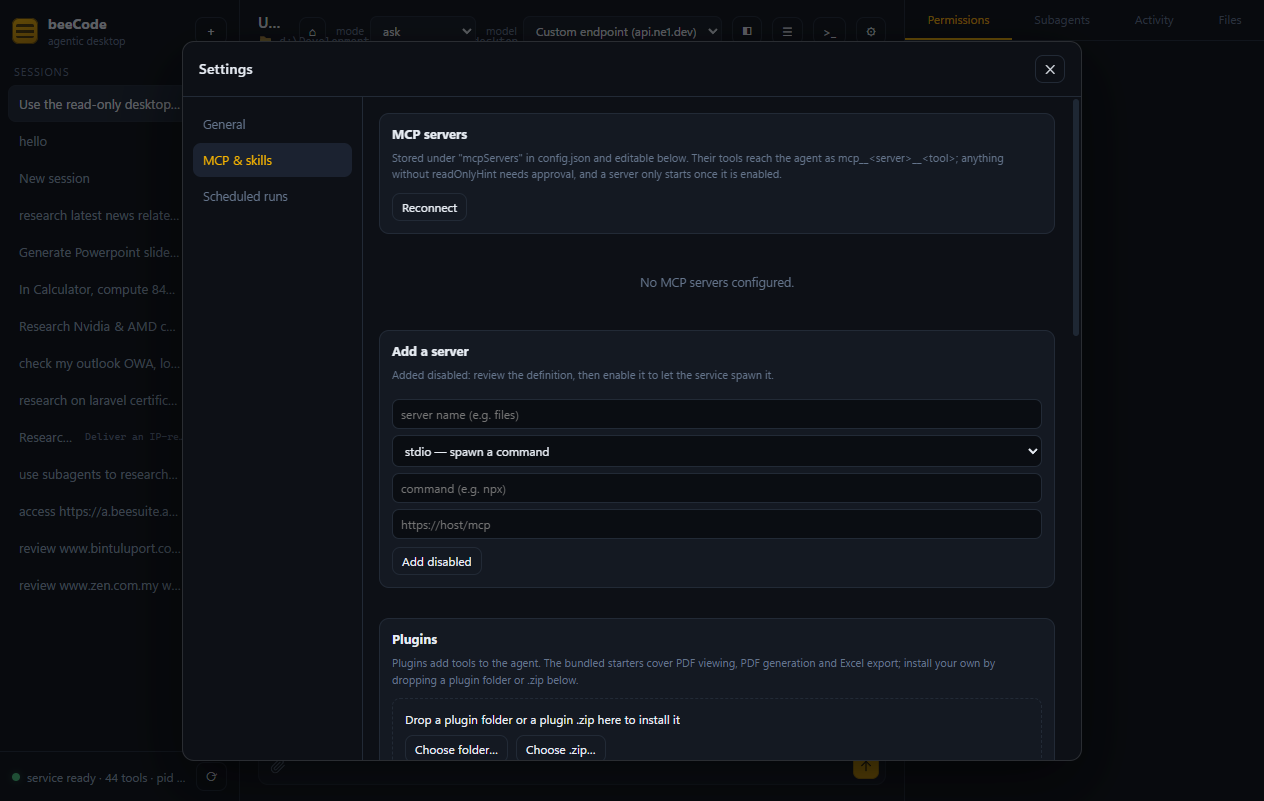 beeCode
agentic desktop
+
U...
mode
ask
model
Custom endpoint (api.ne1.dev)
>_
Permissions
Subagents
Activity
Files
SESSIONS
Use the read-only desktop...
hello
New session
research latest news relate...
Generate Powerpoint slide...
In Calculator, compute 84...
Research Nvidia & AMD c...
check my outlook OWA, lo...
research on laravel certific...
Researc... Deliver an IP-re...
use subagents to research...
access https://a.beesuite.a...
review www.bintuluport.co...
review www.zen.com.my w...
service ready · 44 tools · pid ...
Settings
General
MCP & skills
Scheduled runs
MCP servers
Stored under "mcpServers" in config.json and editable below. Their tools reach the agent as mcp__<server>__<tool>; anything
without readOnlyHint needs approval, and a server only starts once it is enabled.
Reconnect
No MCP servers configured.
Add a server
Added disabled: review the definition, then enable it to let the service spawn it.
server name (e.g. files)
stdio — spawn a command
command (e.g. npx)
https://host/mcp
Add disabled
Plugins
Plugins add tools to the agent. The bundled starters cover PDF viewing, PDF generation and Excel export; install your own by
dropping a plugin folder or .zip below.
Drop a plugin folder or a plugin .zip here to install it
Choose folder...
Choose .zip...